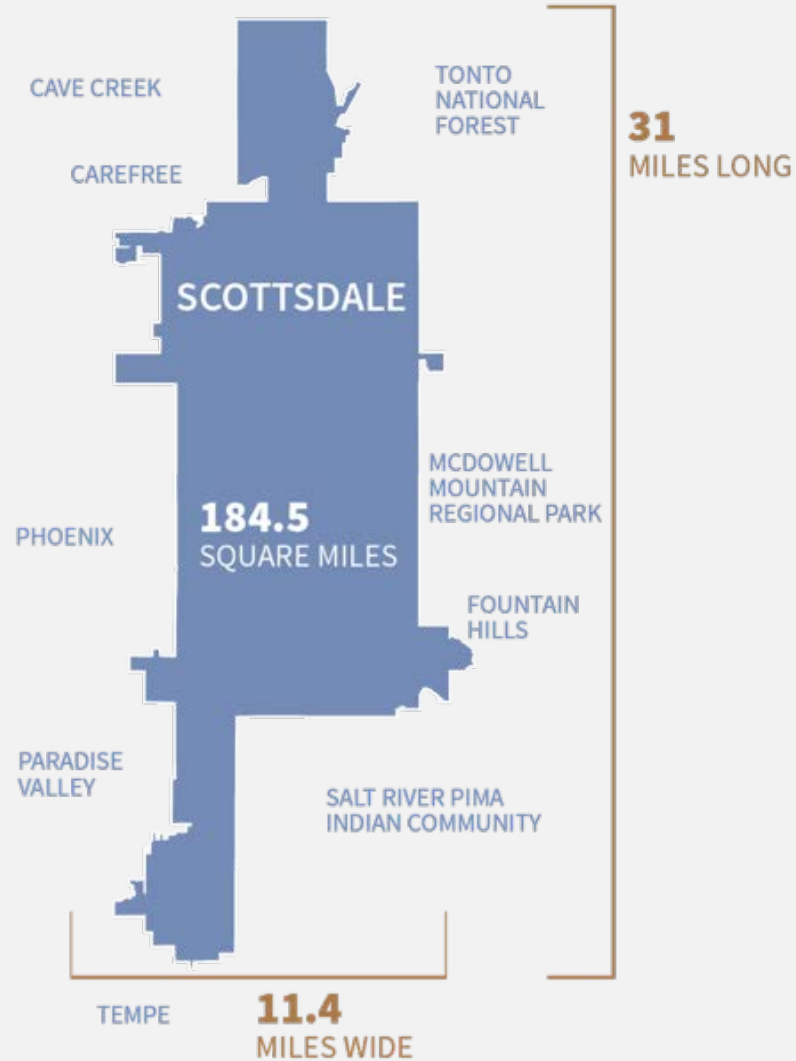 CAVE CREEK
TONTO
NATIONAL
FOREST
31
MILES LONG
CAREFREE
SCOTTSDALE
MCDOWELL
MOUNTAIN
REGIONAL PARK
184.5
SQUARE MILES
PHOENIX
FOUNTAIN
HILLS
PARADISE
VALLEY
SALT RIVER PIMA
INDIAN COMMUNITY
TEMPE
11.4
MILES WIDE